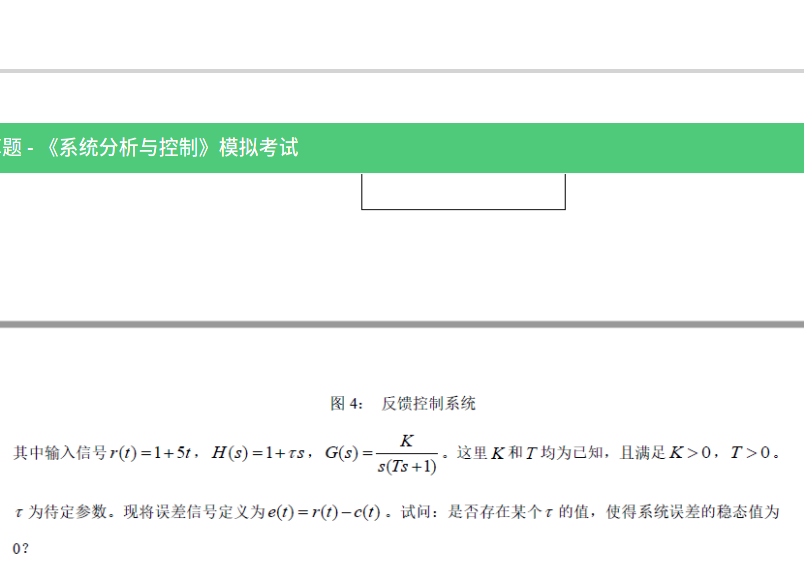 题 - 《系统分析与控制》模拟考试
图 4： 反馈控制系统
其中输入信号 r(t)=1+5t，H(s)=1+τs，G(s)=K/(s(Ts+1))。这里 K 和 T 均为已知，且满足 K>0，T>0。
τ 为待定参数。现将误差信号定义为 e(t)=r(t)−c(t)。试问：是否存在某个 τ 的值，使得系统误差的稳态值为
0？